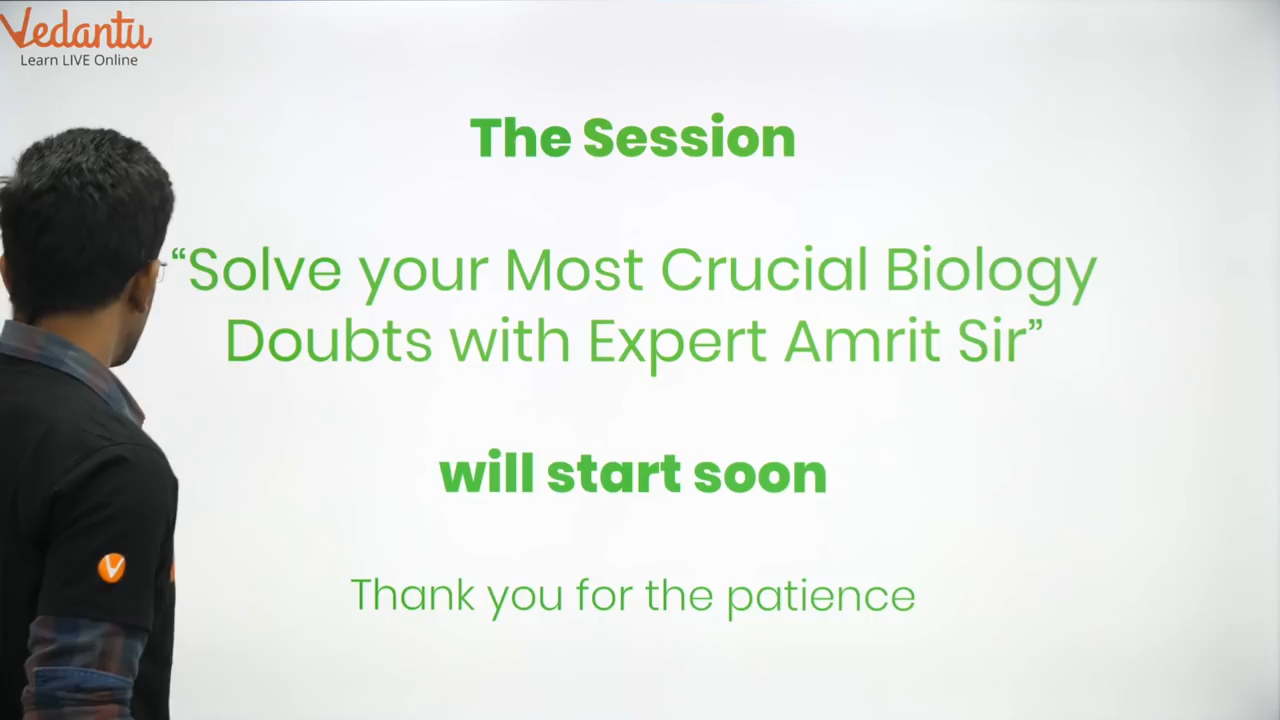 Vedantu
Learn LIVE Online
The Session
“Solve your Most Crucial Biology
Doubts with Expert Amrit Sir”
will start soon
Thank you for the patience